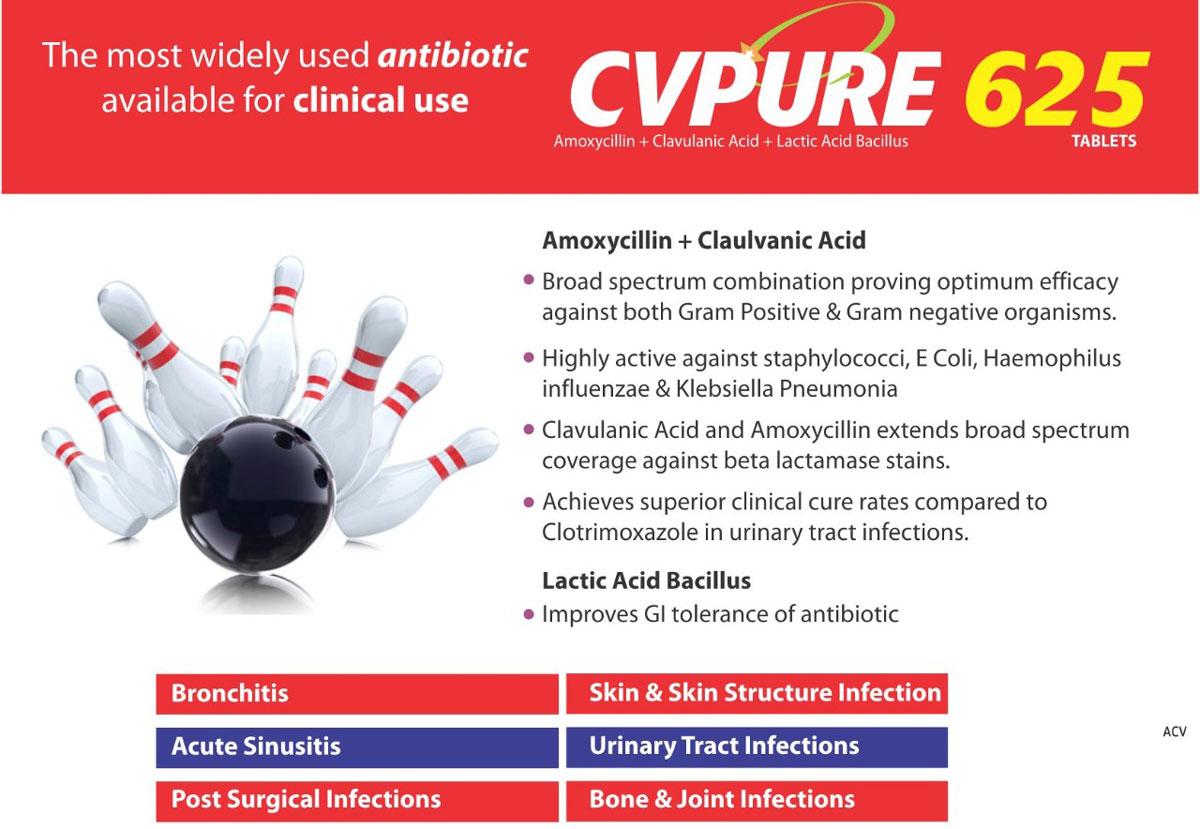 The most widely used antibiotic
available for clinical use
CVPURE 625
Amoxycillin + Clavulanic Acid + Lactic Acid Bacillus
TABLETS
Amoxycillin + Claulvanic Acid
• Broad spectrum combination proving optimum efficacy
against both Gram Positive & Gram negative organisms.
• Highly active against staphylococci, E Coli, Haemophilus
influenzae & Klebsiella Pneumonia
• Clavulanic Acid and Amoxycillin extends broad spectrum
coverage against beta lactamase stains.
• Achieves superior clinical cure rates compared to
Clotrimoxazole in urinary tract infections.
Lactic Acid Bacillus
• Improves GI tolerance of antibiotic
Bronchitis
Skin & Skin Structure Infection
Acute Sinusitis
Urinary Tract Infections
Post Surgical Infections
Bone & Joint Infections
ACV